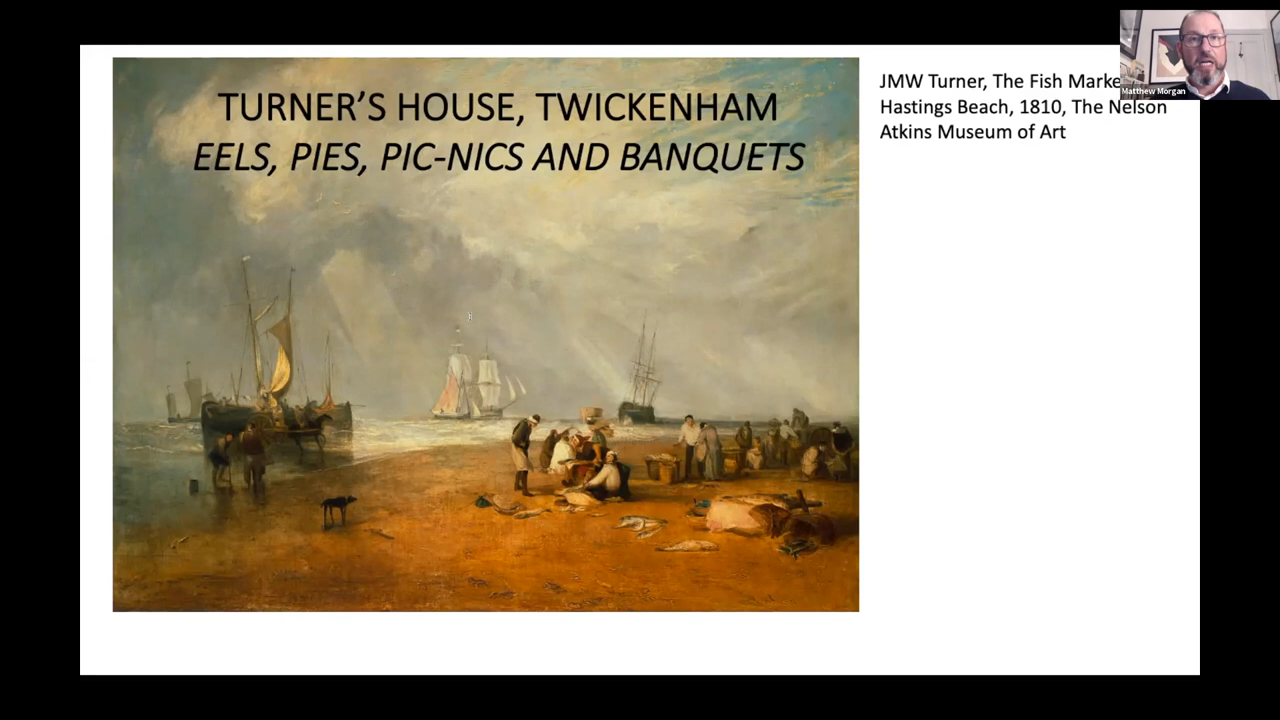 TURNER'S HOUSE, TWICKENHAM
EELS, PIES, PIC-NICS AND BANQUETS
JMW Turner, The Fish Marke
Hastings Beach, 1810, The Nelson
Atkins Museum of Art
Matthew Morgan